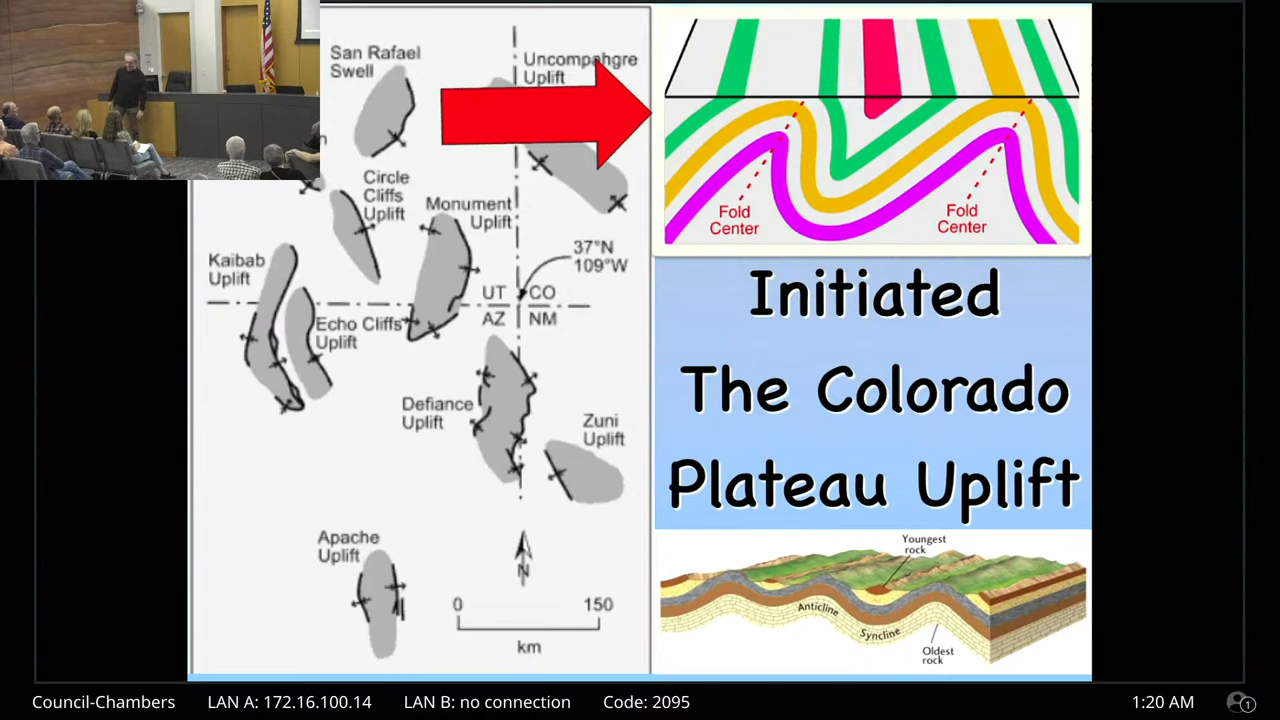 San Rafael
Swell
Uncompahgre
Uplift
Circle
Cliffs
Uplift
Monument
Uplift
37°N
109°W
Kaibab
Uplift
UT CO
AZ NM
Echo Cliffs
Uplift
Defiance
Uplift
Zuni
Uplift
Apache
Uplift
N
0 150
km
Fold
Center
Fold
Center
Initiated
The Colorado
Plateau Uplift
Youngest
rock
Anticline
Syncline
Oldest
rock
Council-Chambers LAN A: 172.16.100.14 LAN B: no connection Code: 2095 1:20 AM 1